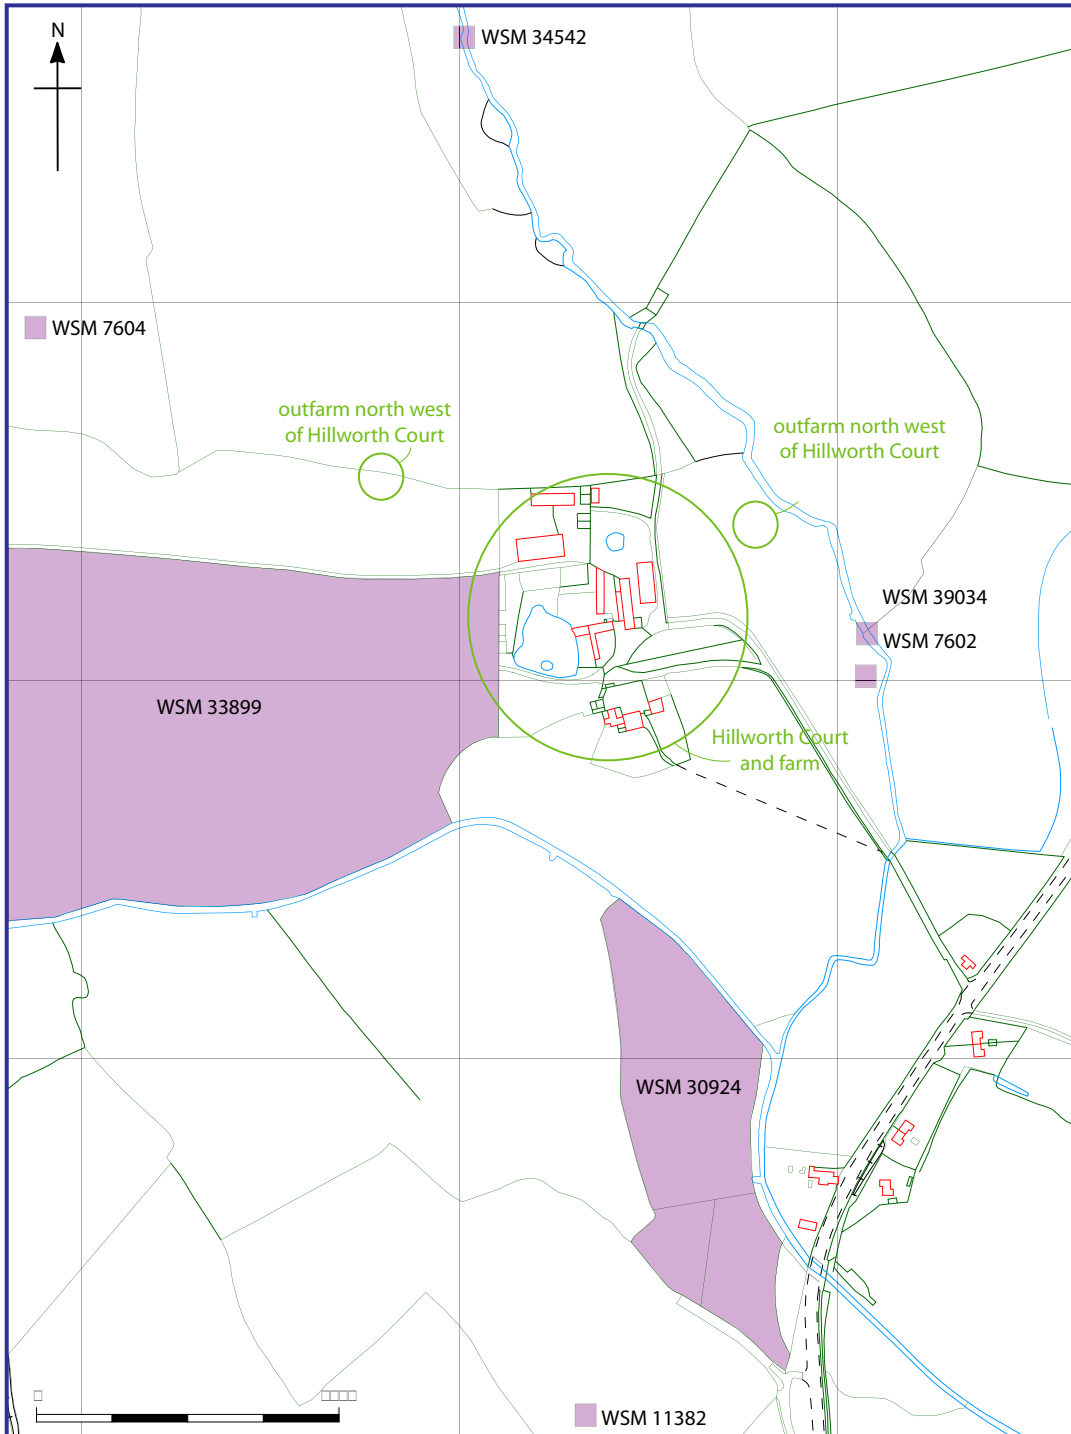 N
WSM 34542
WSM 7604
outfarm north west
of Hillworth Court
outfarm north west
of Hillworth Court
WSM 39034
WSM 7602
WSM 33899
Hillworth Court
and farm
WSM 30924
WSM 11382